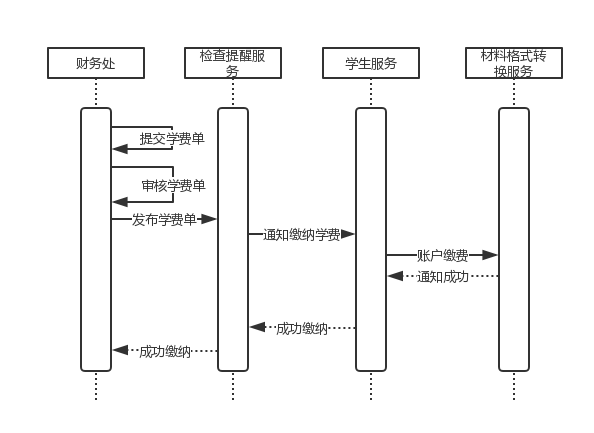 财务处
检查提醒服
务
学生服务
材料格式转
换服务
提交学费单
审核学费单
发布学费单
通知缴纳学费
账户缴费
通知成功
成功缴纳
成功缴纳